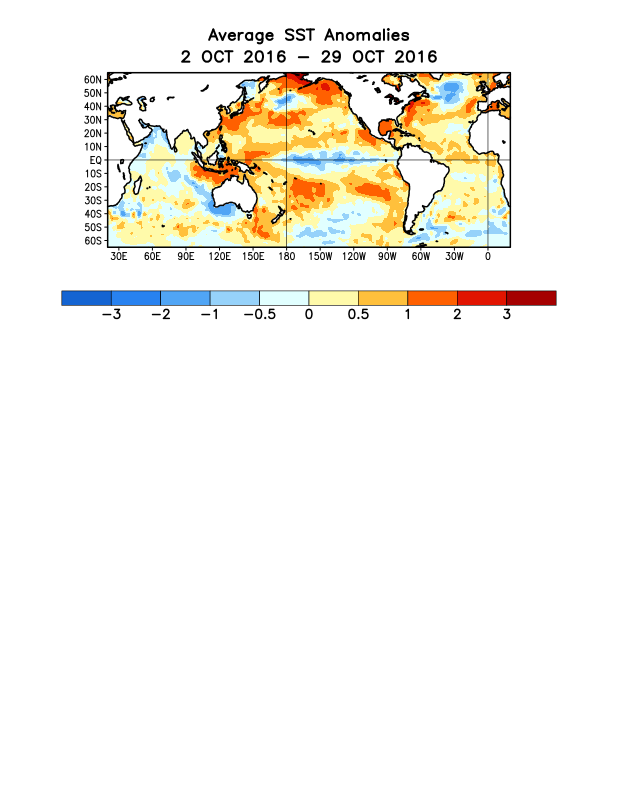 Average SST Anomalies
2 OCT 2016 – 29 OCT 2016
60N
50N
40N
30N
20N
10N
EQ
10S
20S
30S
40S
50S
60S
30E 60E 90E 120E 150E 180 150W 120W 90W 60W 30W 0
−3 −2 −1 −0.5 0 0.5 1 2 3